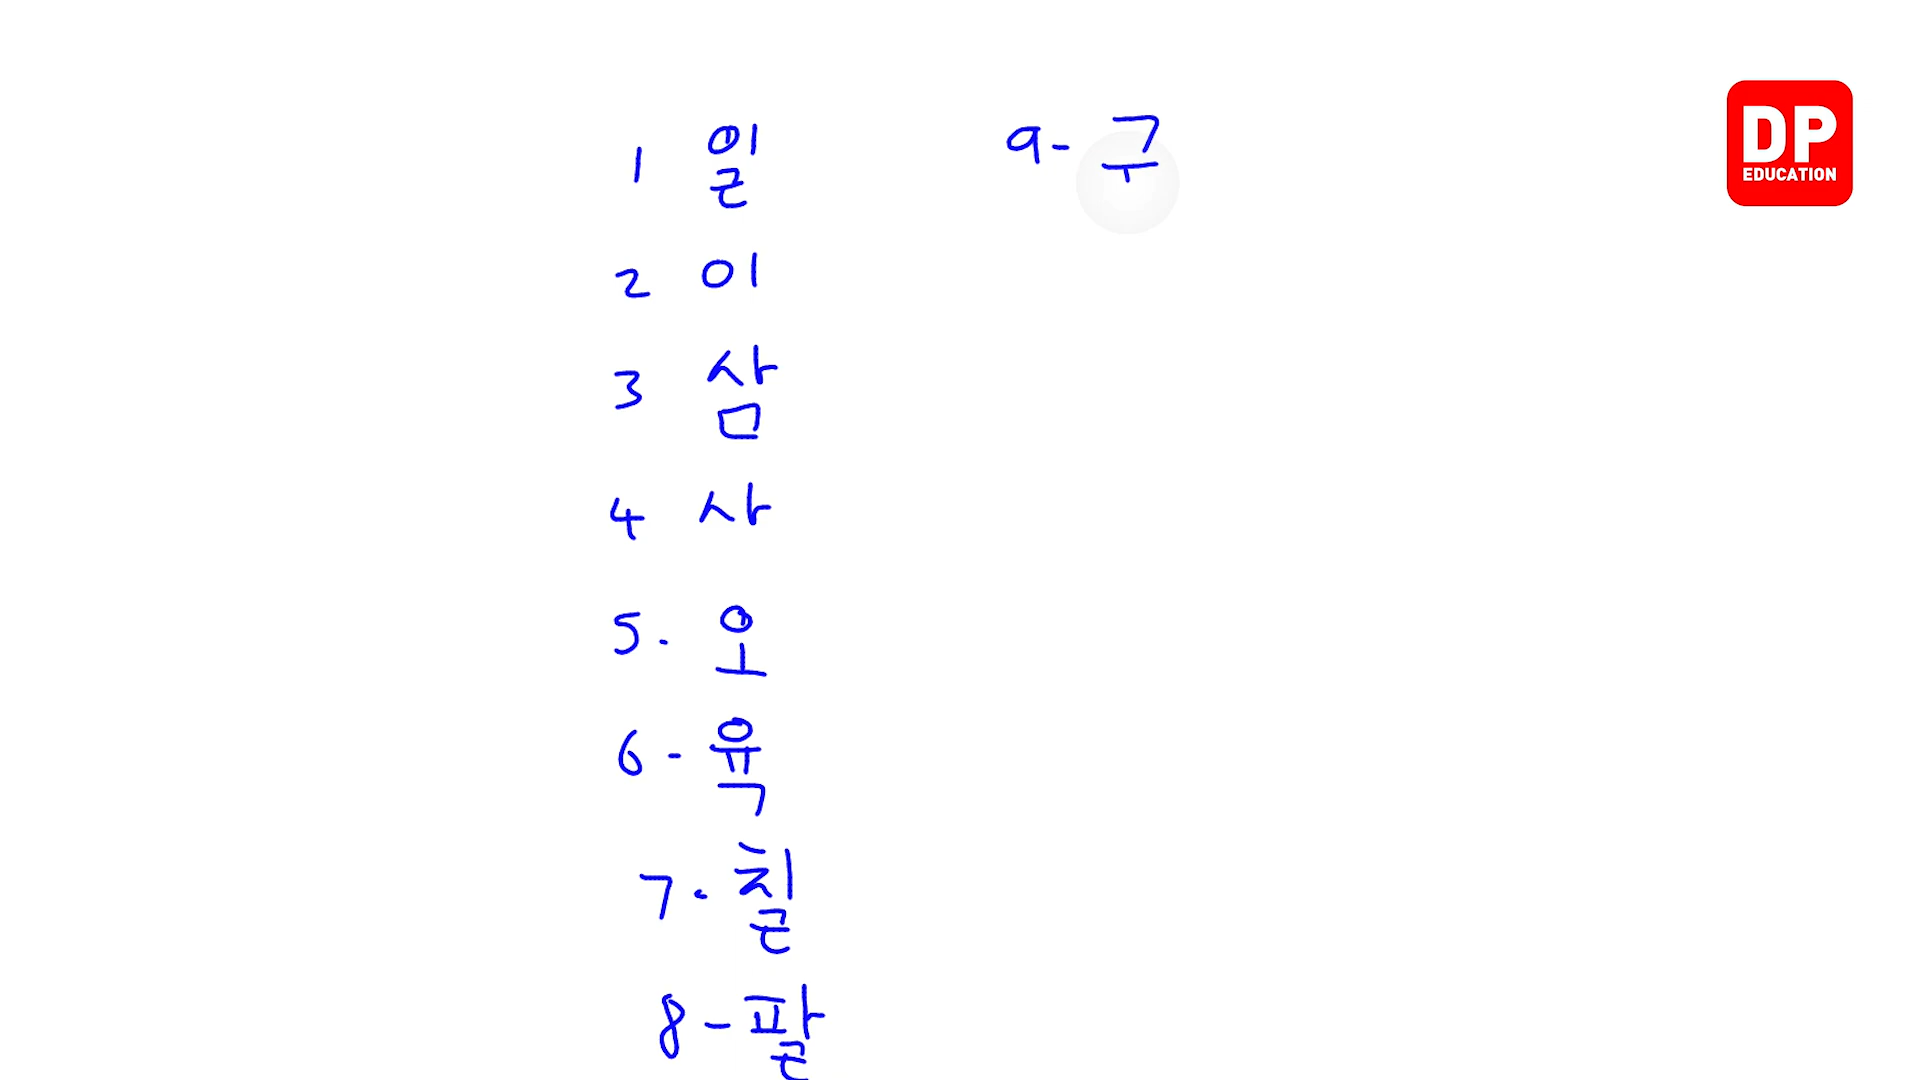 1 일
2 이
3 삼
4 사
5 - 오
6 - 육
7 - 칠
8 - 팔
9 - 구
DP
EDUCATION